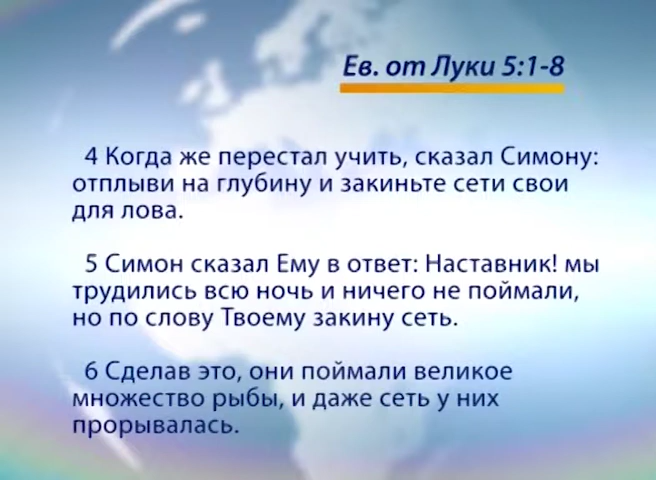 Ев. от Луки 5:1-8
4 Когда же перестал учить, сказал Симону:
отплыви на глубину и закиньте сети свои
для лова.
5 Симон сказал Ему в ответ: Наставник! мы
трудились всю ночь и ничего не поймали,
но по слову Твоему закину сеть.
6 Сделав это, они поймали великое
множество рыбы, и даже сеть у них
прорывалась.